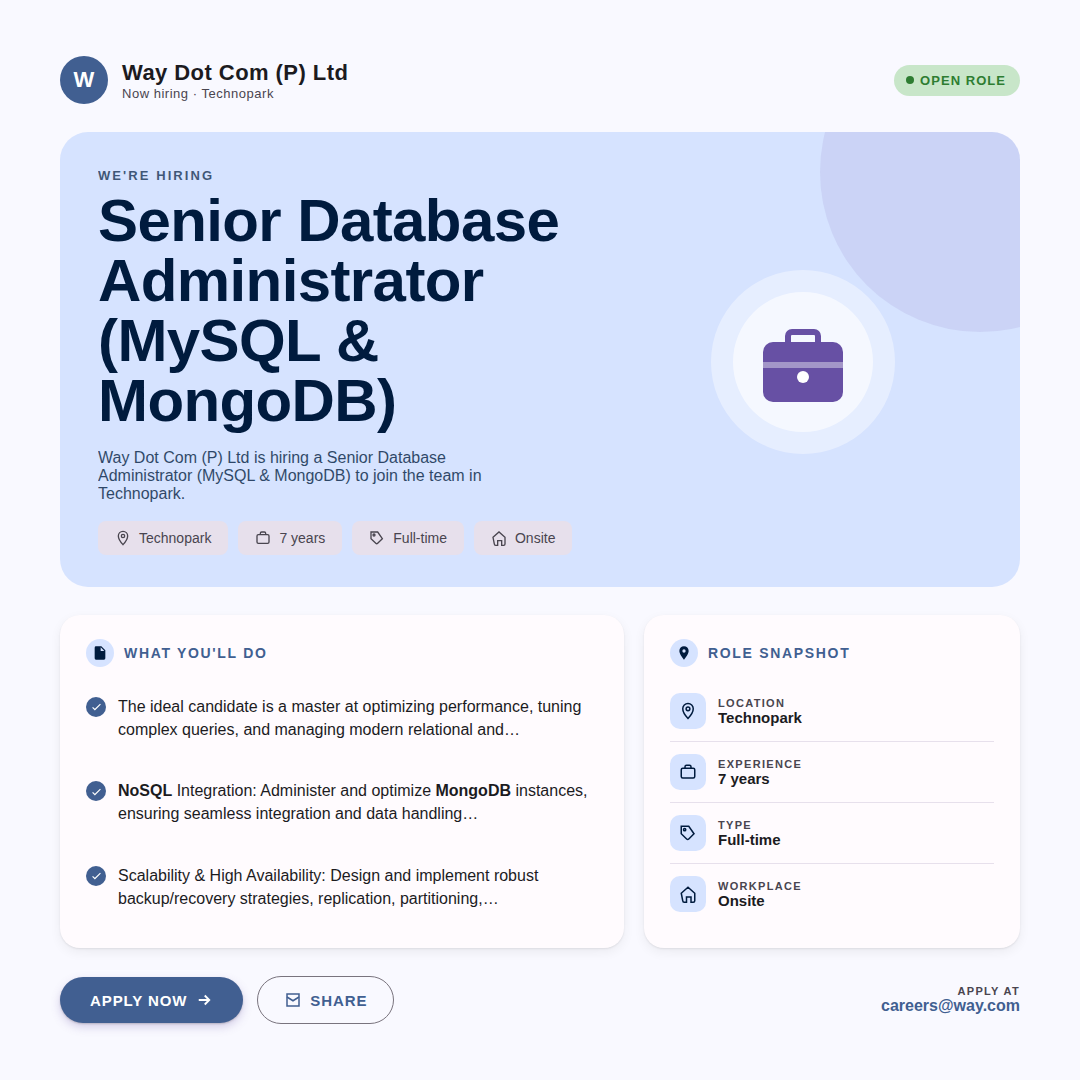 W
Way Dot Com (P) Ltd
Now hiring · Technopark
OPEN ROLE
WE'RE HIRING
Senior Database
Administrator
(MySQL &
MongoDB)
Way Dot Com (P) Ltd is hiring a Senior Database
Administrator (MySQL & MongoDB) to join the team in
Technopark.
Technopark
7 years
Full-time
Onsite
WHAT YOU'LL DO
The ideal candidate is a master at optimizing performance, tuning
complex queries, and managing modern relational and…
NoSQL Integration: Administer and optimize MongoDB instances,
ensuring seamless integration and data handling…
Scalability & High Availability: Design and implement robust
backup/recovery strategies, replication, partitioning,…
ROLE SNAPSHOT
LOCATION
Technopark
EXPERIENCE
7 years
TYPE
Full-time
WORKPLACE
Onsite
APPLY NOW
SHARE
APPLY AT
careers@way.com